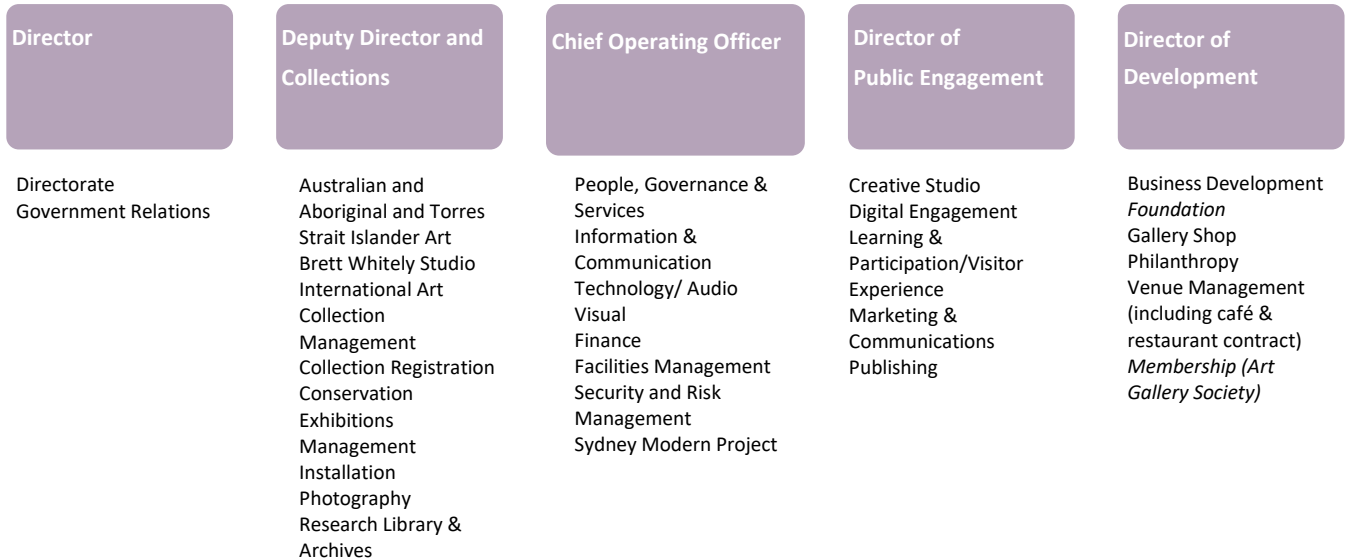 Director
Directorate
Government Relations
Deputy Director and
Collections
Australian and
Aboriginal and Torres
Strait Islander Art
Brett Whitely Studio
International Art
Collection
Management
Collection Registration
Conservation
Exhibitions
Management
Installation
Photography
Research Library &
Archives
Chief Operating Officer
People, Governance &
Services
Information &
Communication
Technology/ Audio
Visual
Finance
Facilities Management
Security and Risk
Management
Sydney Modern Project
Director of
Public Engagement
Creative Studio
Digital Engagement
Learning &
Participation/Visitor
Experience
Marketing &
Communications
Publishing
Director of
Development
Business Development
Foundation
Gallery Shop
Philanthropy
Venue Management
(including café &
restaurant contract)
Membership (Art
Gallery Society)